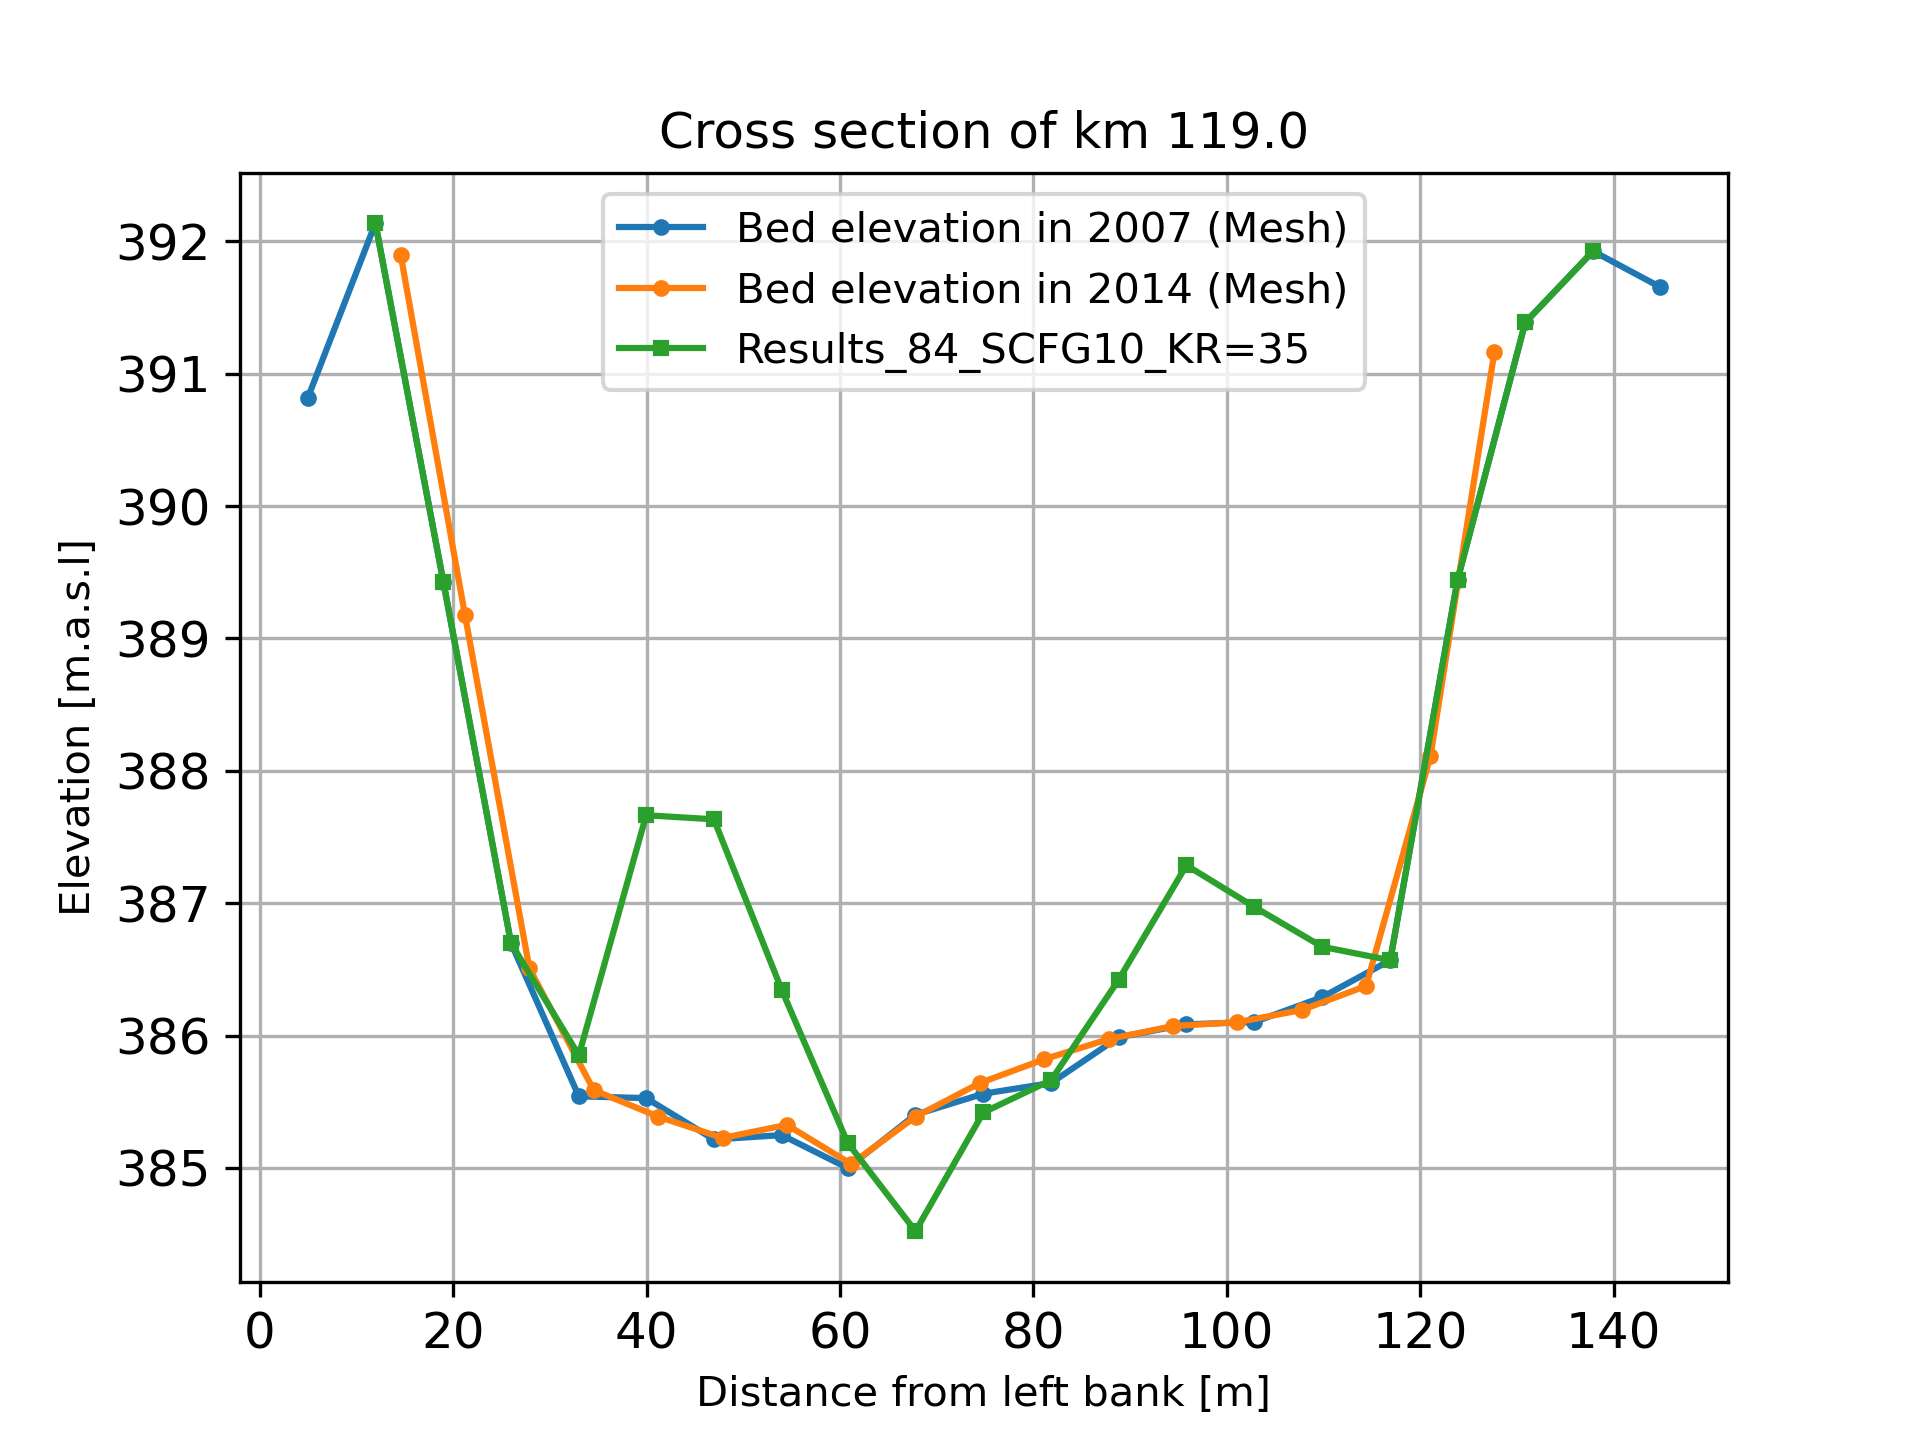 Cross section of km 119.0
Bed elevation in 2007 (Mesh)
Bed elevation in 2014 (Mesh)
Results_84_SCFG10_KR=35
Elevation [m.a.s.l]
392
391
390
389
388
387
386
385
0 20 40 60 80 100 120 140
Distance from left bank [m]